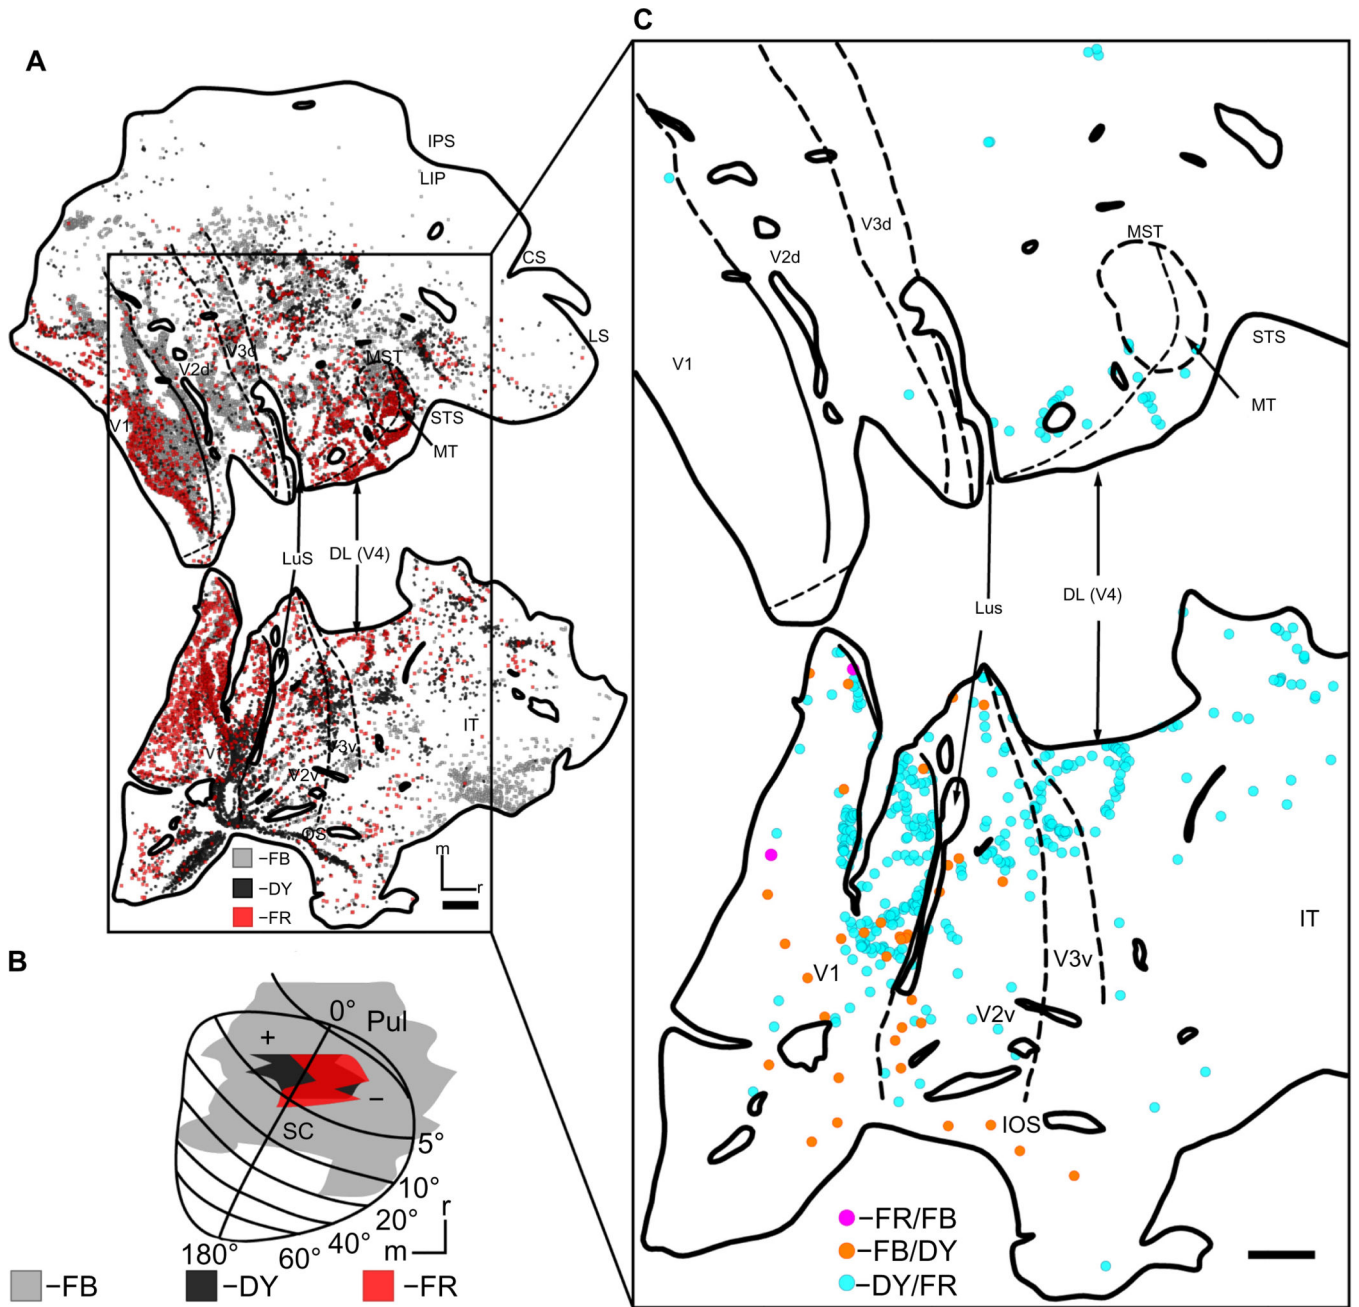 A
IPS
LIP
CS
LS
V3d
MST
V2d
V1
STS
MT
LuS
DL (V4)
IT
V1
V3v
V2v
OS
−FB
−DY
−FR
m
r
B
0°
Pul
+
−
SC
5°
10°
20°
40°
60°
180°
r
m
−FB
−DY
−FR
C
V3d
V2d
MST
V1
STS
MT
Lus
DL (V4)
IT
V1
V3v
V2v
IOS
−FR/FB
−FB/DY
−DY/FR